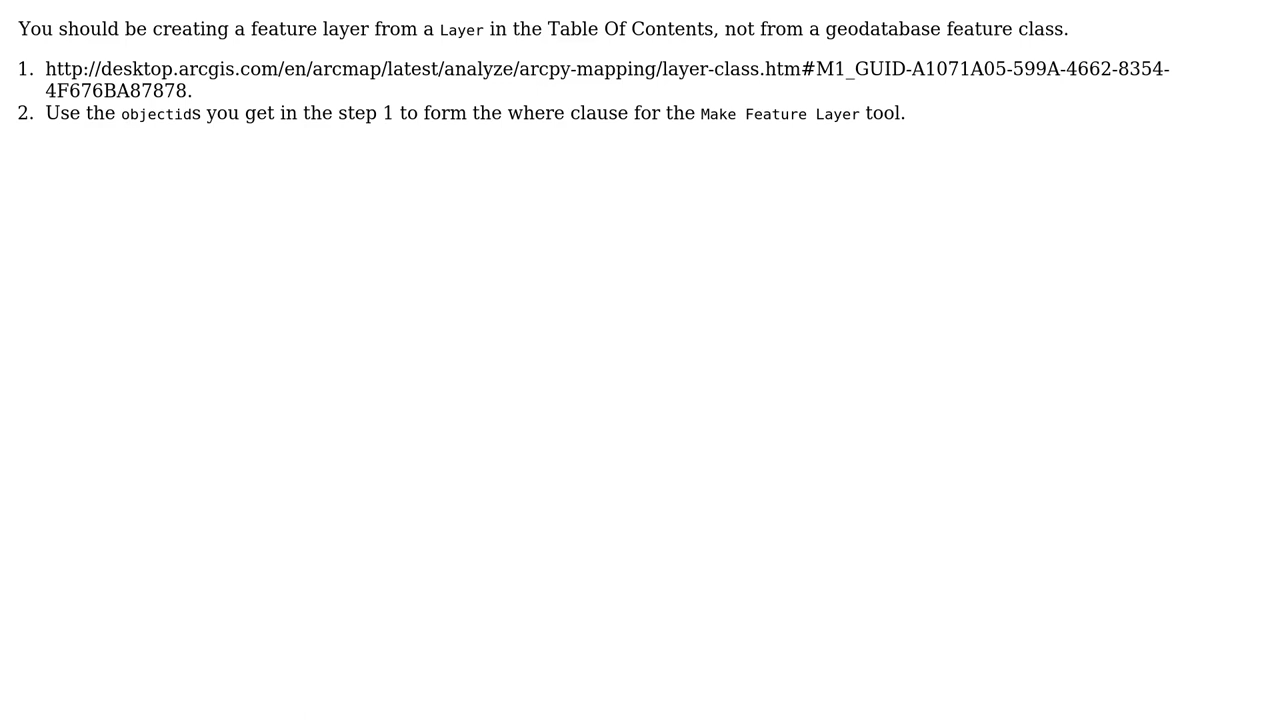 You should be creating a feature layer from a Layer in the Table Of Contents, not from a geodatabase feature class.
1. http://desktop.arcgis.com/en/arcmap/latest/analyze/arcpy-mapping/layer-class.htm#M1_GUID-A1071A05-599A-4662-8354-
4F676BA87878.
2. Use the objectids you get in the step 1 to form the where clause for the Make Feature Layer tool.